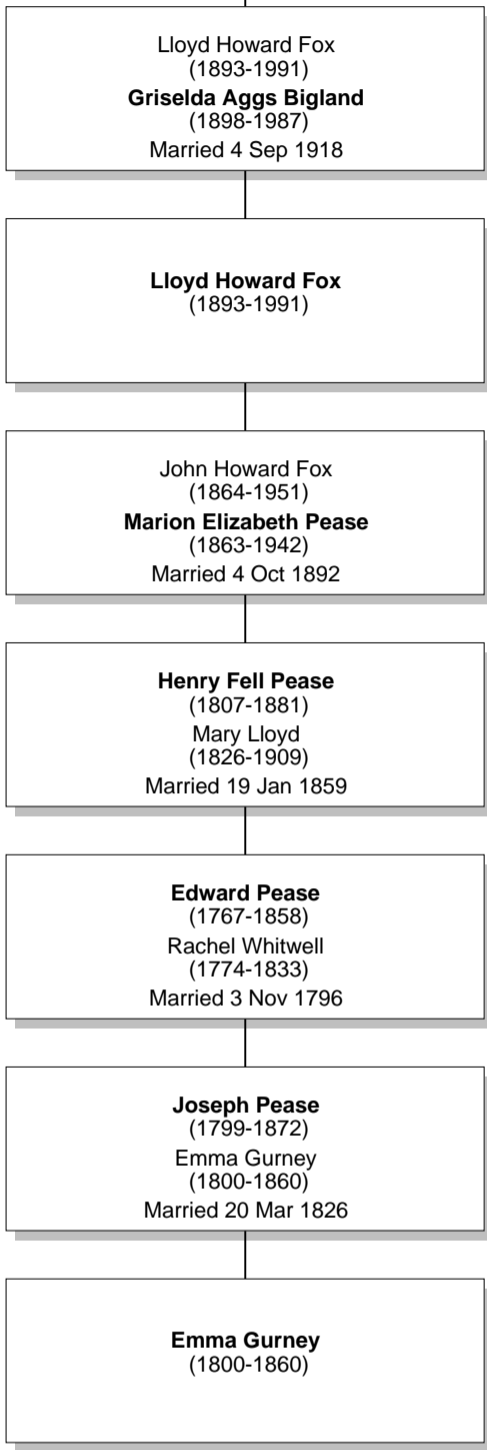 Lloyd Howard Fox
(1893-1991)
Griselda Aggs Bigland
(1898-1987)
Married 4 Sep 1918
Lloyd Howard Fox
(1893-1991)
John Howard Fox
(1864-1951)
Marion Elizabeth Pease
(1863-1942)
Married 4 Oct 1892
Henry Fell Pease
(1807-1881)
Mary Lloyd
(1826-1909)
Married 19 Jan 1859
Edward Pease
(1767-1858)
Rachel Whitwell
(1774-1833)
Married 3 Nov 1796
Joseph Pease
(1799-1872)
Emma Gurney
(1800-1860)
Married 20 Mar 1826
Emma Gurney
(1800-1860)